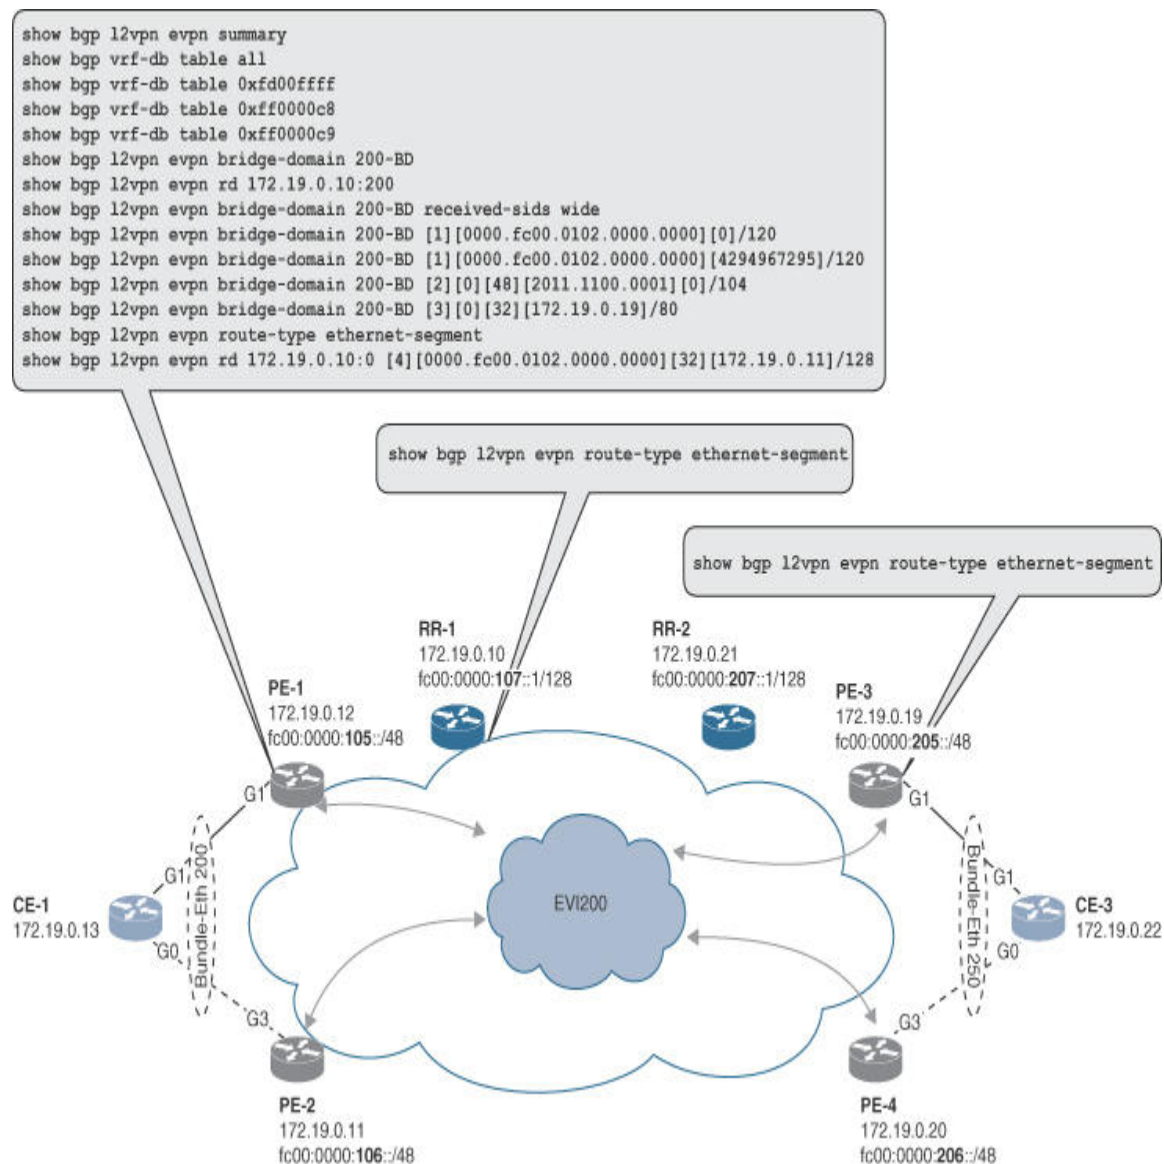 show bgp l2vpn evpn summary
show bgp vrf-db table all
show bgp vrf-db table 0xfd00ffff
show bgp vrf-db table 0xff0000c8
show bgp vrf-db table 0xff0000c9
show bgp l2vpn evpn bridge-domain 200-BD
show bgp l2vpn evpn rd 172.19.0.10:200
show bgp l2vpn evpn bridge-domain 200-BD received-sids wide
show bgp l2vpn evpn bridge-domain 200-BD [1][0000.fc00.0102.0000.0000][0]/120
show bgp l2vpn evpn bridge-domain 200-BD [1][0000.fc00.0102.0000.0000][4294967295]/120
show bgp l2vpn evpn bridge-domain 200-BD [2][0][48][2011.1100.0001][0]/104
show bgp l2vpn evpn bridge-domain 200-BD [3][0][32][172.19.0.19]/80
show bgp l2vpn evpn route-type ethernet-segment
show bgp l2vpn evpn rd 172.19.0.10:0 [4][0000.fc00.0102.0000.0000][32][172.19.0.11]/128
show bgp l2vpn evpn route-type ethernet-segment
show bgp l2vpn evpn route-type ethernet-segment
RR-1
172.19.0.10
fc00:0000:107::1/128
RR-2
172.19.0.21
fc00:0000:207::1/128
PE-1
172.19.0.12
fc00:0000:105::/48
PE-3
172.19.0.19
fc00:0000:205::/48
G1
G1
G1
G1
Bundle-Eth 200
Bundle-Eth 250
EVI200
CE-1
172.19.0.13
CE-3
172.19.0.22
G0
G0
G3
G3
PE-2
172.19.0.11
fc00:0000:106::/48
PE-4
172.19.0.20
fc00:0000:206::/48